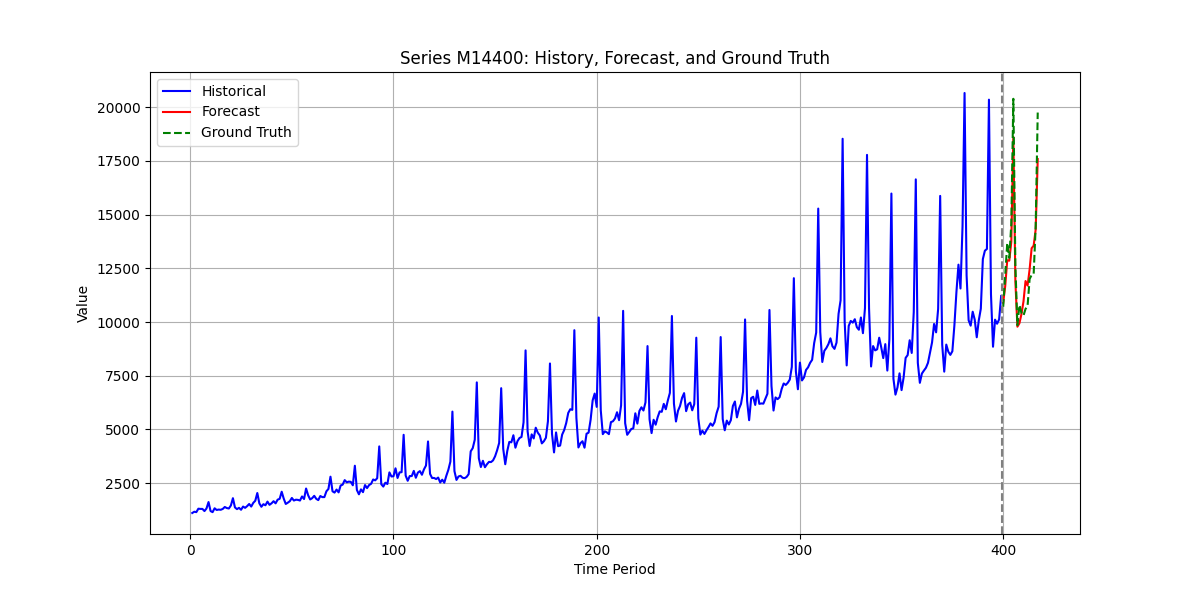 Series M14400: History, Forecast, and Ground Truth
Historical
Forecast
Ground Truth
20000
17500
15000
12500
10000
7500
5000
2500
Value
0 100 200 300 400
Time Period